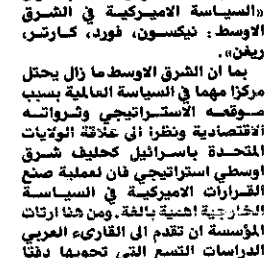 «السياسة الاميركية في الشرق
الاوسط: نيكسون، فورد، كارتر،
ريغن».
بما ان الشرق الاوسط ما زال يحتل
مركزا مهما في السياسة العالمية بسبب
موقعه الاستراتيجي وثرواته
الاقتصادية ونظرا الى علاقة الولايات
المتحدة باسرائيل كحليف شرق
اوسطي استراتيجي فان لعملية صنع
القرارات الاميركية في السياسة
الخارجية اهمية بالغة. ومن هنا ارتات
المؤسسة ان تقدم الى القارىء العربي
الدراسات التسع التي تحويها دفتا